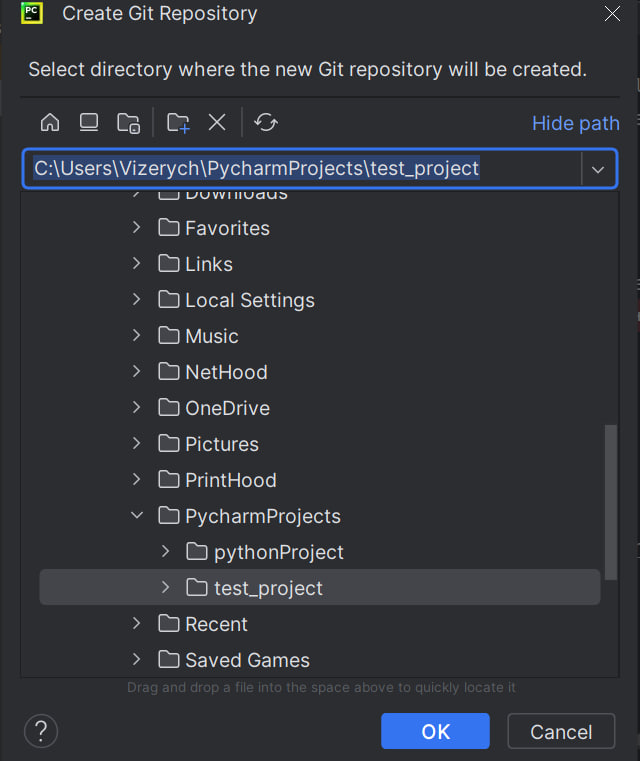 PC
Create Git Repository
Select directory where the new Git repository will be created.
Hide path
C:\Users\Vizerych\PycharmProjects\test_project
Downloads
Favorites
Links
Local Settings
Music
NetHood
OneDrive
Pictures
PrintHood
PycharmProjects
pythonProject
test_project
Recent
Saved Games
Drag and drop a file into the space above to quickly locate it
?
OK
Cancel